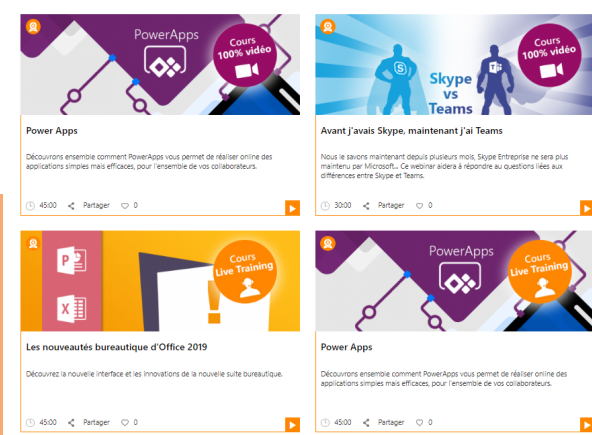 PowerApps
Cours
100% vidéo
Power Apps
Découvrons ensemble comment PowerApps vous permet de réaliser online des
applications simples mais efficaces, pour l'ensemble de vos collaborateurs.
45:00 Partager 0
Skype
vs
Teams
Cours
100% vidéo
Avant j'avais Skype, maintenant j'ai Teams
Nous le savons maintenant depuis plusieurs mois, Skype Entreprise ne sera plus
maintenu par Microsoft... Ce webinar aidera à répondre au questions liées aux
différences entre Skype et Teams.
30:00 Partager 0
P
X
Cours
Live Training
Les nouveautés bureautique d'Office 2019
Découvrez la nouvelle interface et les innovations de la nouvelle suite bureautique.
45:00 Partager 0
PowerApps
Cours
Live Training
Power Apps
Découvrons ensemble comment PowerApps vous permet de réaliser online des
applications simples mais efficaces, pour l'ensemble de vos collaborateurs.
45:00 Partager 0